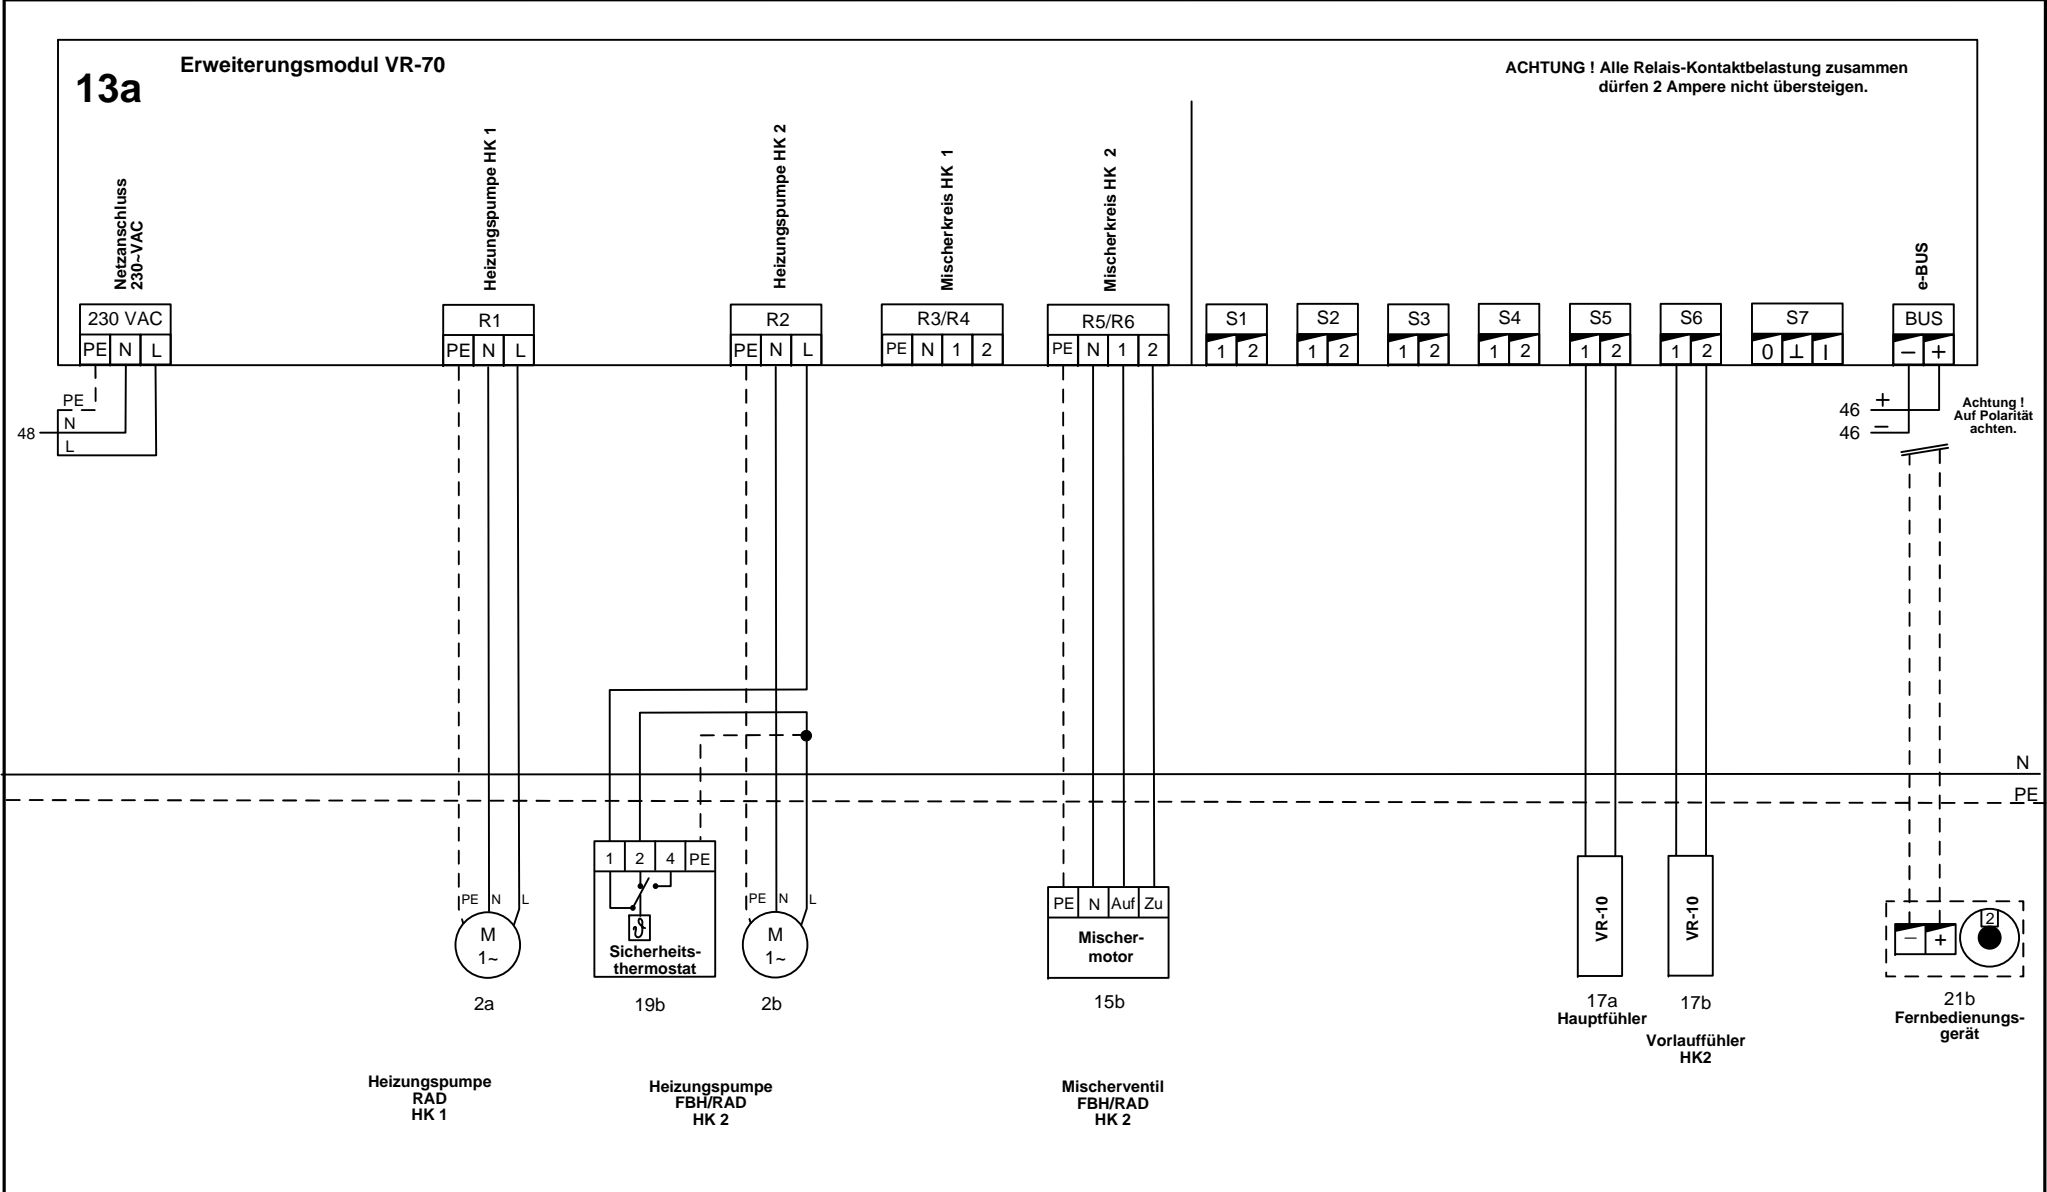 13a
Erweiterungsmodul VR-70
ACHTUNG ! Alle Relais-Kontaktbelastung zusammen
dürfen 2 Ampere nicht übersteigen.
Netzanschluss
230~VAC
Heizungspumpe HK 1
Heizungspumpe HK 2
Mischerkreis HK 1
Mischerkreis HK 2
e-BUS
230 VAC
PE N L
R1
PE N L
R2
PE N L
R3/R4
PE N 1 2
R5/R6
PE N 1 2
S1
1 2
S2
1 2
S3
1 2
S4
1 2
S5
1 2
S6
1 2
S7
0 ⊥ I
BUS
− +
PE
N
L
48
46 +
46 −
Achtung !
Auf Polarität
achten.
N
PE
PE N L
M
1~
2a
1 2 4 PE
ϑ
Sicherheits-
thermostat
19b
PE N L
M
1~
2b
PE N Auf Zu
Mischer-
motor
15b
VR-10
17a
Hauptfühler
VR-10
17b
Vorlauffühler
HK2
− +
2
21b
Fernbedienungs-
gerät
Heizungspumpe
RAD
HK 1
Heizungspumpe
FBH/RAD
HK 2
Mischerventil
FBH/RAD
HK 2